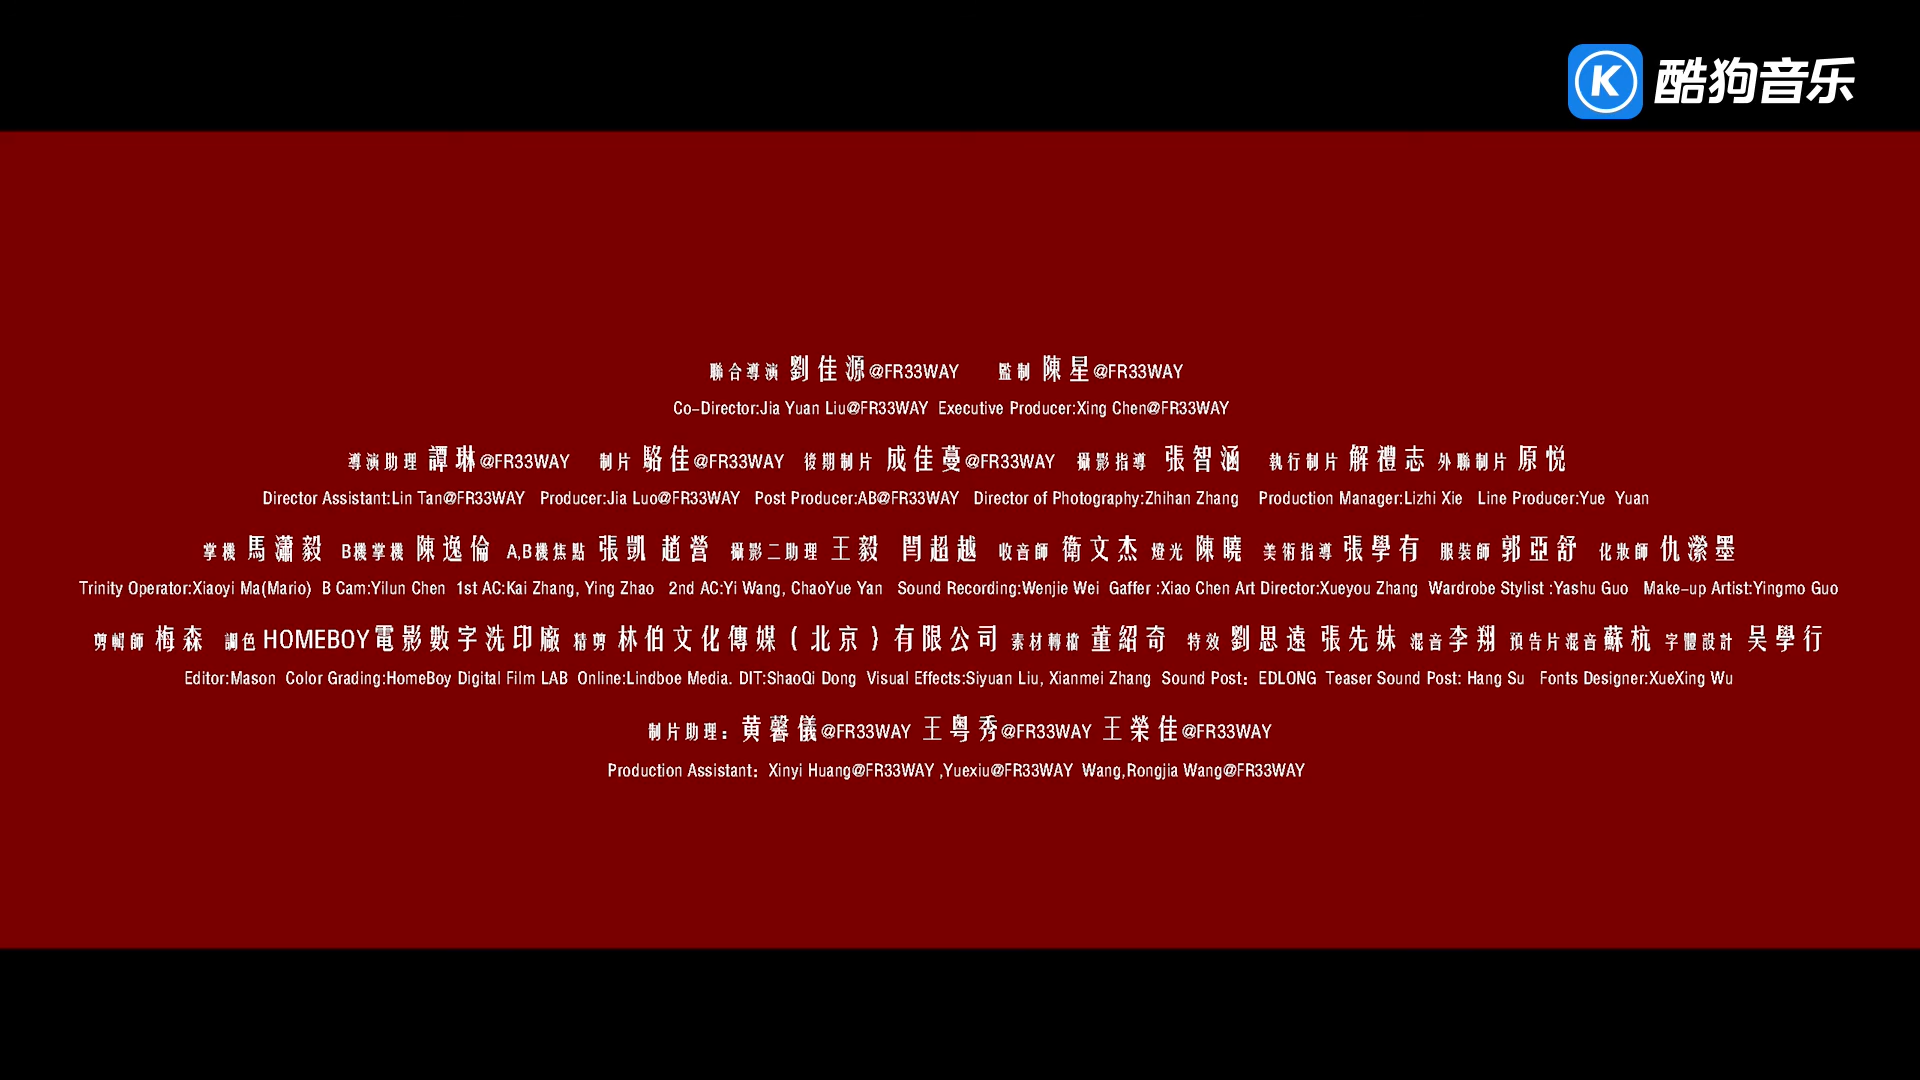 酷狗音乐
聯合導演 劉佳源@FR33WAY 監制 陳星@FR33WAY
Co-Director:Jia Yuan Liu@FR33WAY Executive Producer:Xing Chen@FR33WAY
導演助理 譚琳@FR33WAY 制片 駱佳@FR33WAY 後期制片 成佳蔓@FR33WAY 攝影指導 張智涵 執行制片 解禮志 外聯制片 原悦
Director Assistant:Lin Tan@FR33WAY Producer:Jia Luo@FR33WAY Post Producer:AB@FR33WAY Director of Photography:Zhihan Zhang Production Manager:Lizhi Xie Line Producer:Yue Yuan
掌機 馬瀟毅 B機掌機 陳逸倫 A,B機焦點 張凱 趙營 攝影二助理 王毅 閆超越 收音師 衛文杰 燈光 陳曉 美術指導 張學有 服裝師 郭亞舒 化妝師 仇瀠墨
Trinity Operator:Xiaoyi Ma(Mario) B Cam:Yilun Chen 1st AC:Kai Zhang, Ying Zhao 2nd AC:Yi Wang, ChaoYue Yan Sound Recording:Wenjie Wei Gaffer :Xiao Chen Art Director:Xueyou Zhang Wardrobe Stylist :Yashu Guo Make-up Artist:Yingmo Guo
剪輯師 梅森 調色 HOMEBOY電影數字洗印廠 精剪 林伯文化傳媒（北京）有限公司 素材轉檔 董紹奇 特效 劉思遠 張先妹 混音 李翔 預告片混音 蘇杭 字體設計 吴學行
Editor:Mason Color Grading:HomeBoy Digital Film LAB Online:Lindboe Media. DIT:ShaoQi Dong Visual Effects:Siyuan Liu, Xianmei Zhang Sound Post：EDLONG Teaser Sound Post: Hang Su Fonts Designer:XueXing Wu
制片助理：黄馨儀@FR33WAY 王粤秀@FR33WAY 王榮佳@FR33WAY
Production Assistant：Xinyi Huang@FR33WAY ,Yuexiu@FR33WAY Wang,Rongjia Wang@FR33WAY